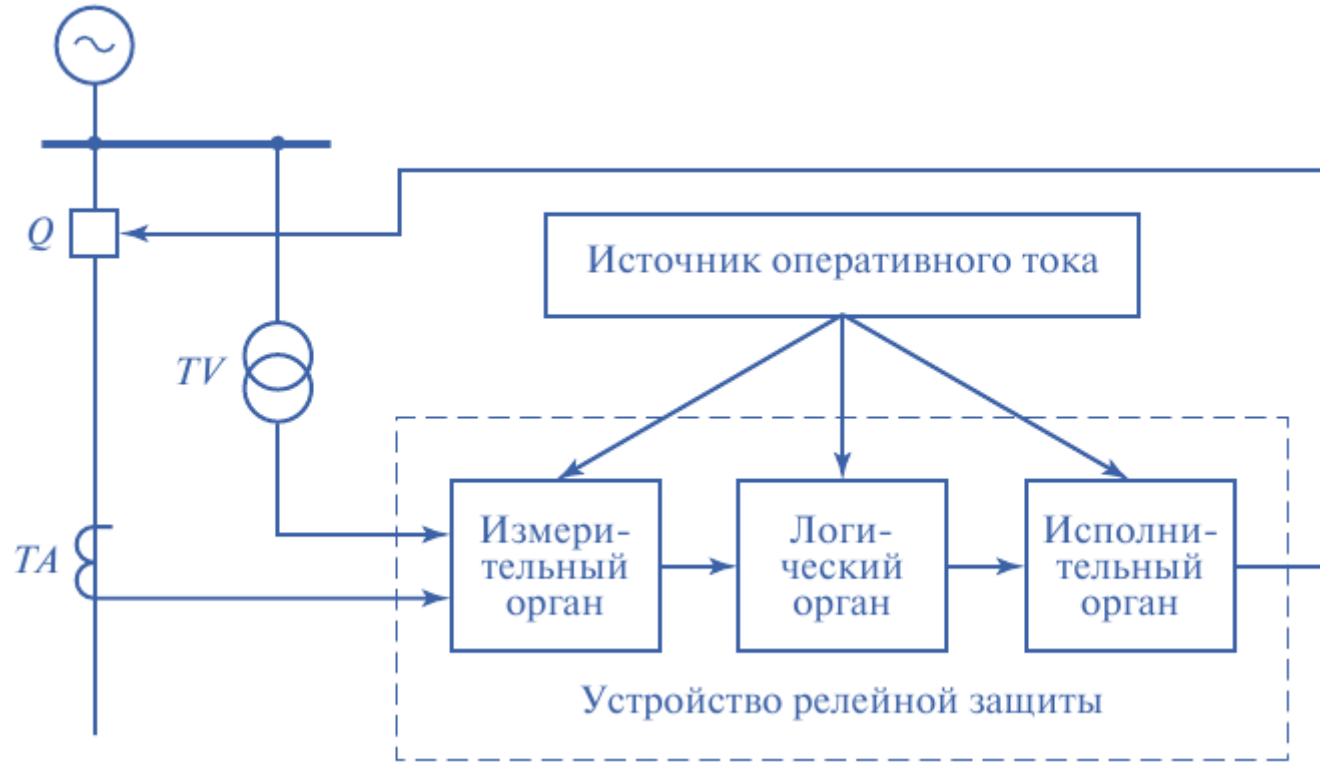 Q
Источник оперативного тока
TV
TA
Измери-
тельный
орган
Логи-
ческий
орган
Исполни-
тельный
орган
Устройство релейной защиты